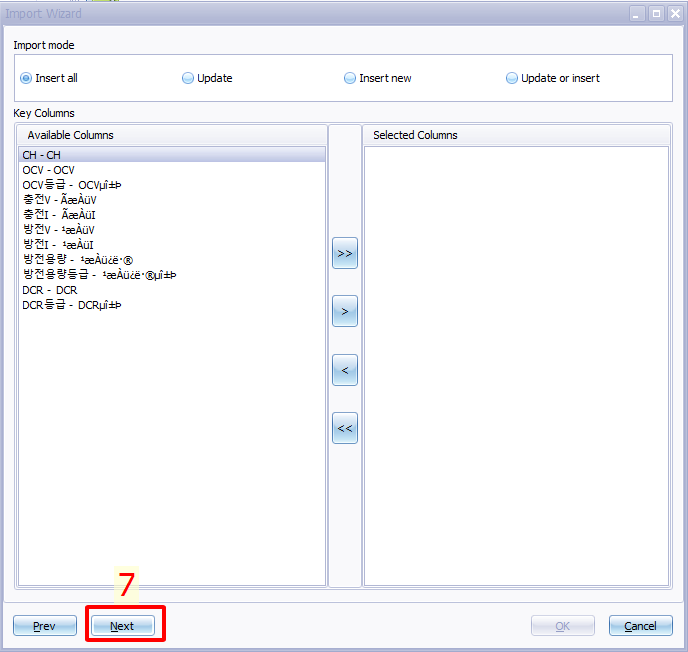 Import Wizard
Import mode
Insert all
Update
Insert new
Update or insert
Key Columns
Available Columns
Selected Columns
CH - CH
OCV - OCV
OCV등급 - OCVµî±Þ
충전V - ÃæÀüV
충전I - ÃæÀüI
방전V - ¹æÀüV
방전I - ¹æÀüI
방전용량 - ¹æÀü¿ë·®
방전용량등급 - ¹æÀü¿ë·®µî±Þ
DCR - DCR
DCR등급 - DCRµî±Þ
>>
>
<
<<
7
Prev
Next
OK
Cancel